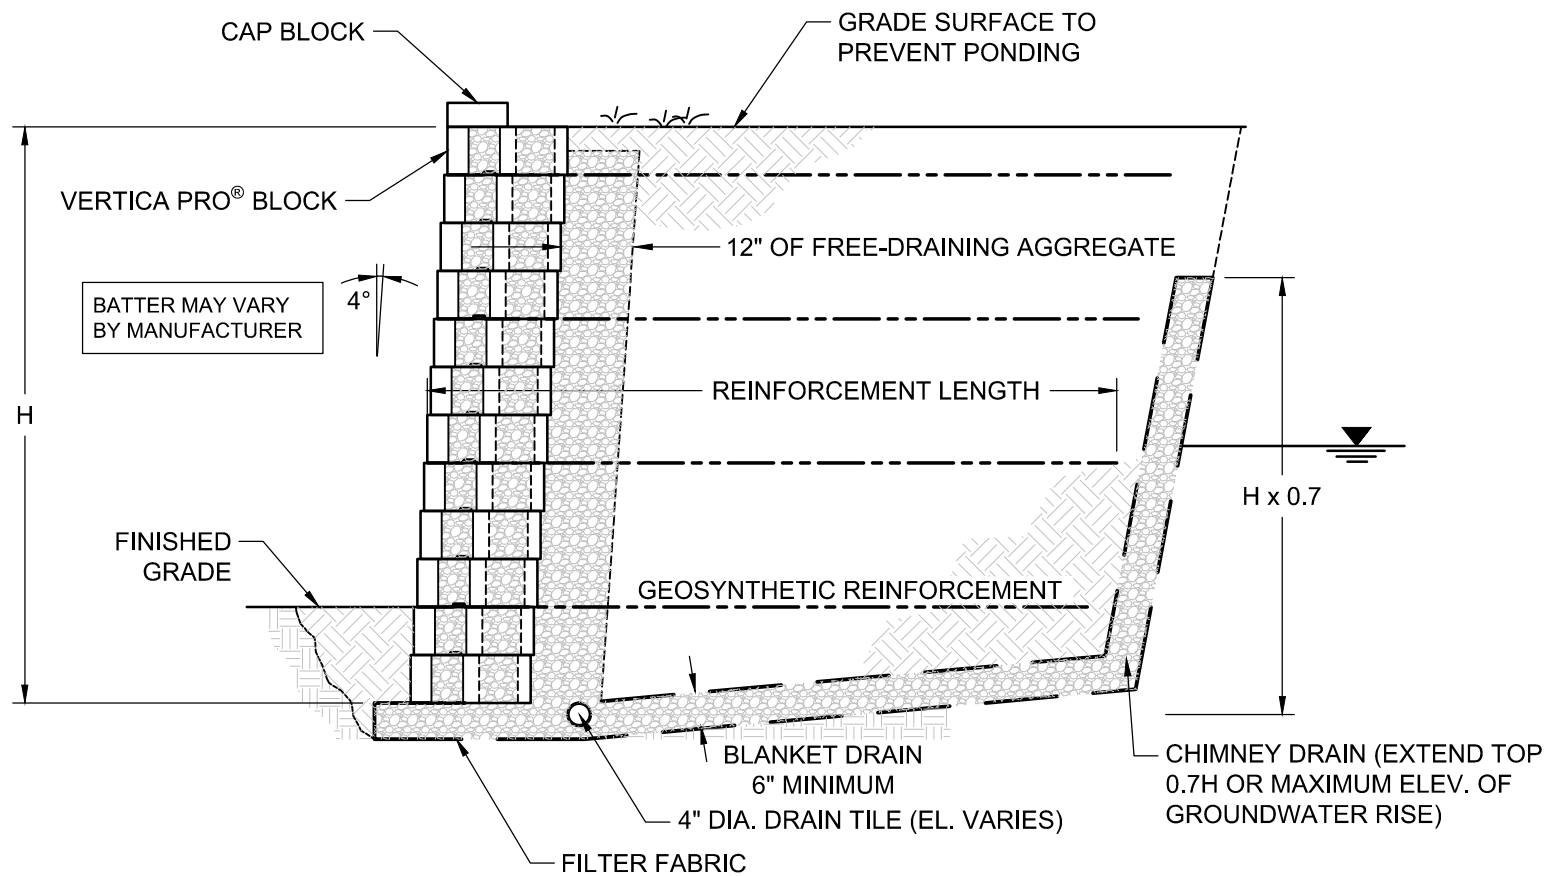 CAP BLOCK
GRADE SURFACE TO
PREVENT PONDING
VERTICA PRO® BLOCK
12" OF FREE-DRAINING AGGREGATE
4°
BATTER MAY VARY
BY MANUFACTURER
REINFORCEMENT LENGTH
H
H x 0.7
FINISHED
GRADE
GEOSYNTHETIC REINFORCEMENT
BLANKET DRAIN
6" MINIMUM
CHIMNEY DRAIN (EXTEND TOP
0.7H OR MAXIMUM ELEV. OF
GROUNDWATER RISE)
4" DIA. DRAIN TILE (EL. VARIES)
FILTER FABRIC